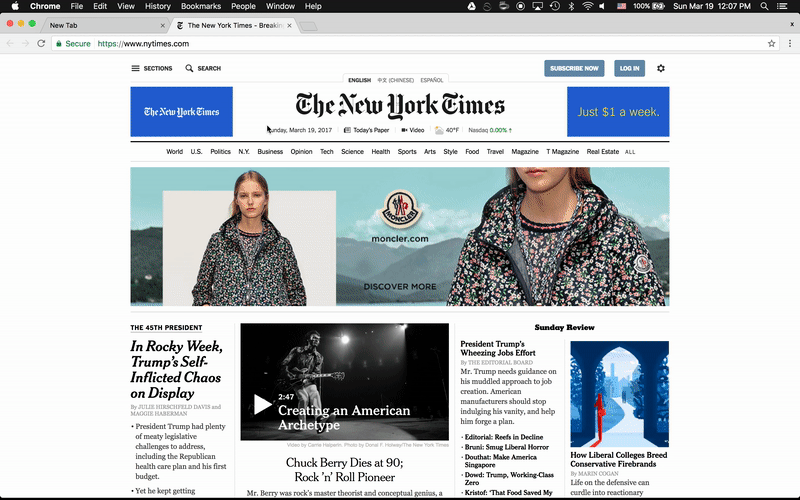 Chrome File Edit View History Bookmarks People Window Help
100% Sun Mar 19 12:07 PM
New Tab
The New York Times - Breaking
Secure https://www.nytimes.com
SECTIONS SEARCH
SUBSCRIBE NOW LOG IN
ENGLISH 中文 (CHINESE) ESPAÑOL
The New York Times
The New York Times
Just $1 a week.
Sunday, March 19, 2017 Today's Paper Video 40°F Nasdaq 0.00% ↑
World U.S. Politics N.Y. Business Opinion Tech Science Health Sports Arts Style Food Travel Magazine T Magazine Real Estate ALL
MONCLER
moncler.com
DISCOVER MORE
THE 45TH PRESIDENT
In Rocky Week,
Trump's Self-
Inflicted Chaos
on Display
By JULIE HIRSCHFELD DAVIS and
MAGGIE HABERMAN
• President Trump had plenty
of meaty legislative
challenges to address,
including the Republican
health care plan and his first
budget.
• Yet he kept getting
2:47
Creating an American
Archetype
Video by Carrie Halperin. Photo by Donal F. Holway/The New York Times
Chuck Berry Dies at 90;
Rock 'n' Roll Pioneer
Mr. Berry was rock's master theorist and conceptual genius, a
Sunday Review
President Trump's
Wheezing Jobs Effort
By THE EDITORIAL BOARD
Mr. Trump needs guidance on
his muddled approach to job
creation. American
manufacturers should stop
indulging his vanity, and help
him forge a plan.
• Editorial: Reefs in Decline
• Bruni: Smug Liberal Horror
• Douthat: Make America
Singapore
• Dowd: Trump, Working-Class
Zero
• Kristof: 'That Food Saved My
How Liberal Colleges Breed
Conservative Firebrands
By MARIN COGAN
Life on the defensive can
curdle into reactionary